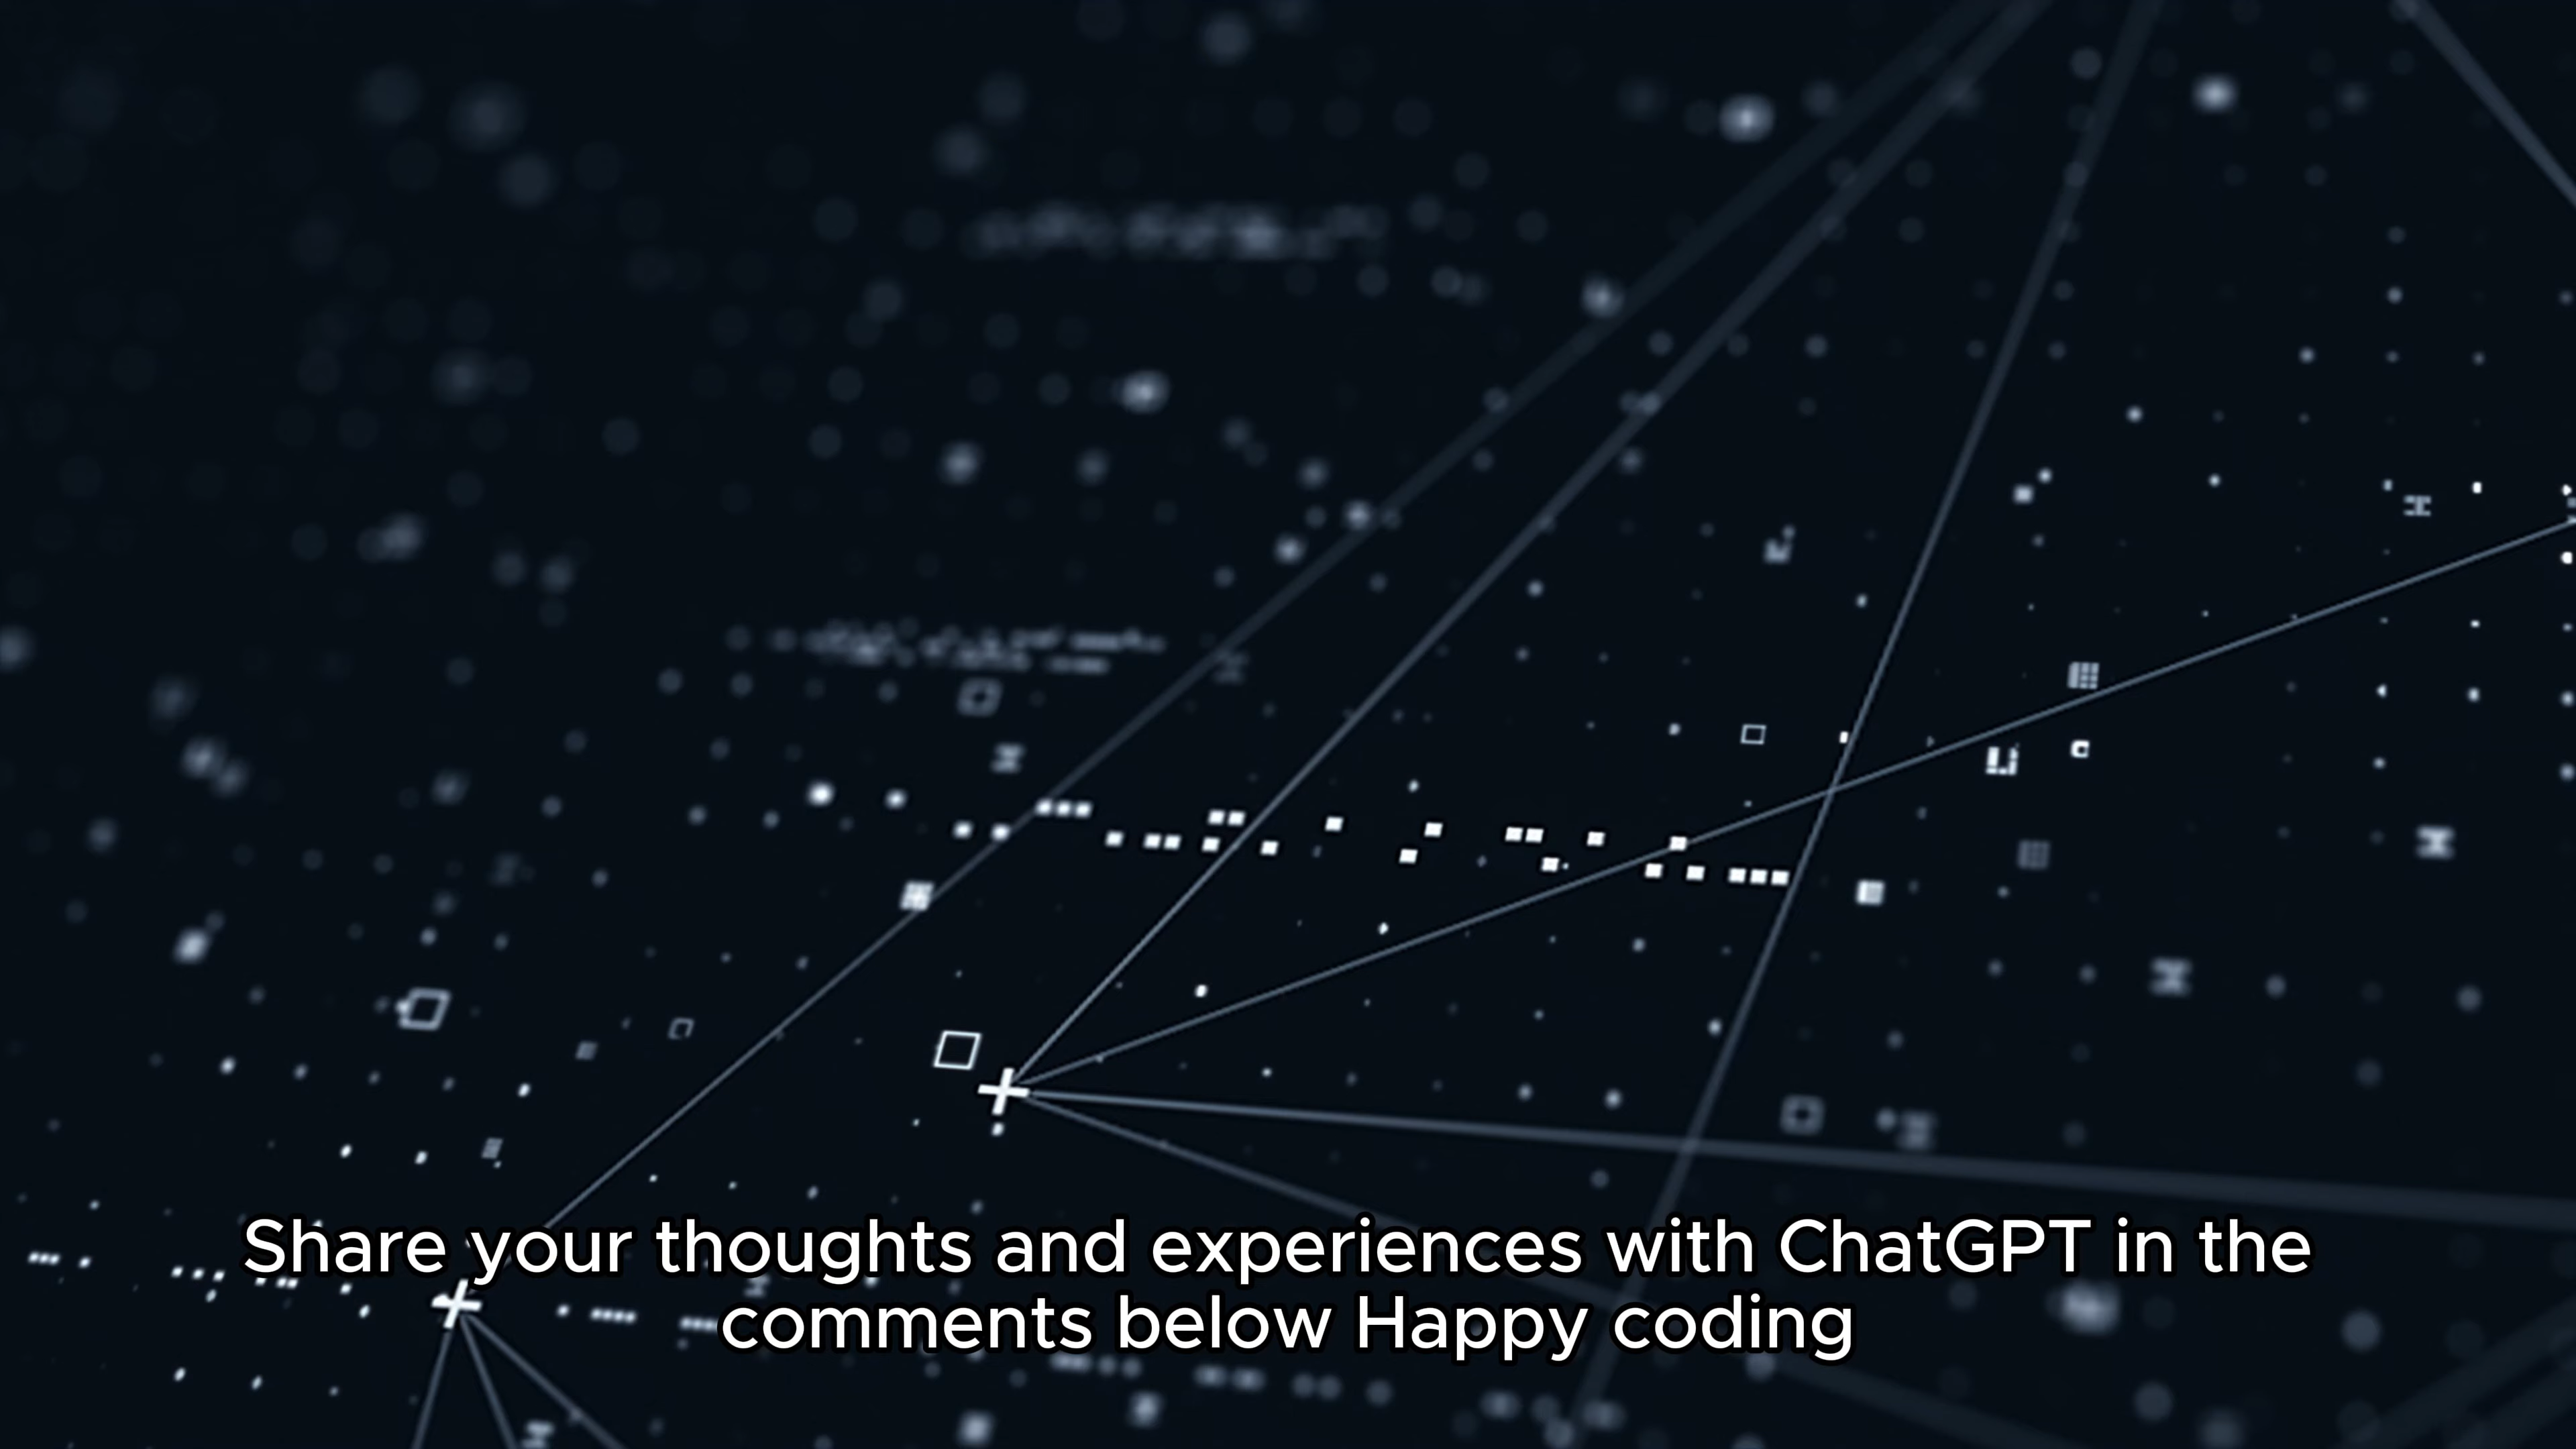 Share your thoughts and experiences with ChatGPT in the
comments below Happy coding